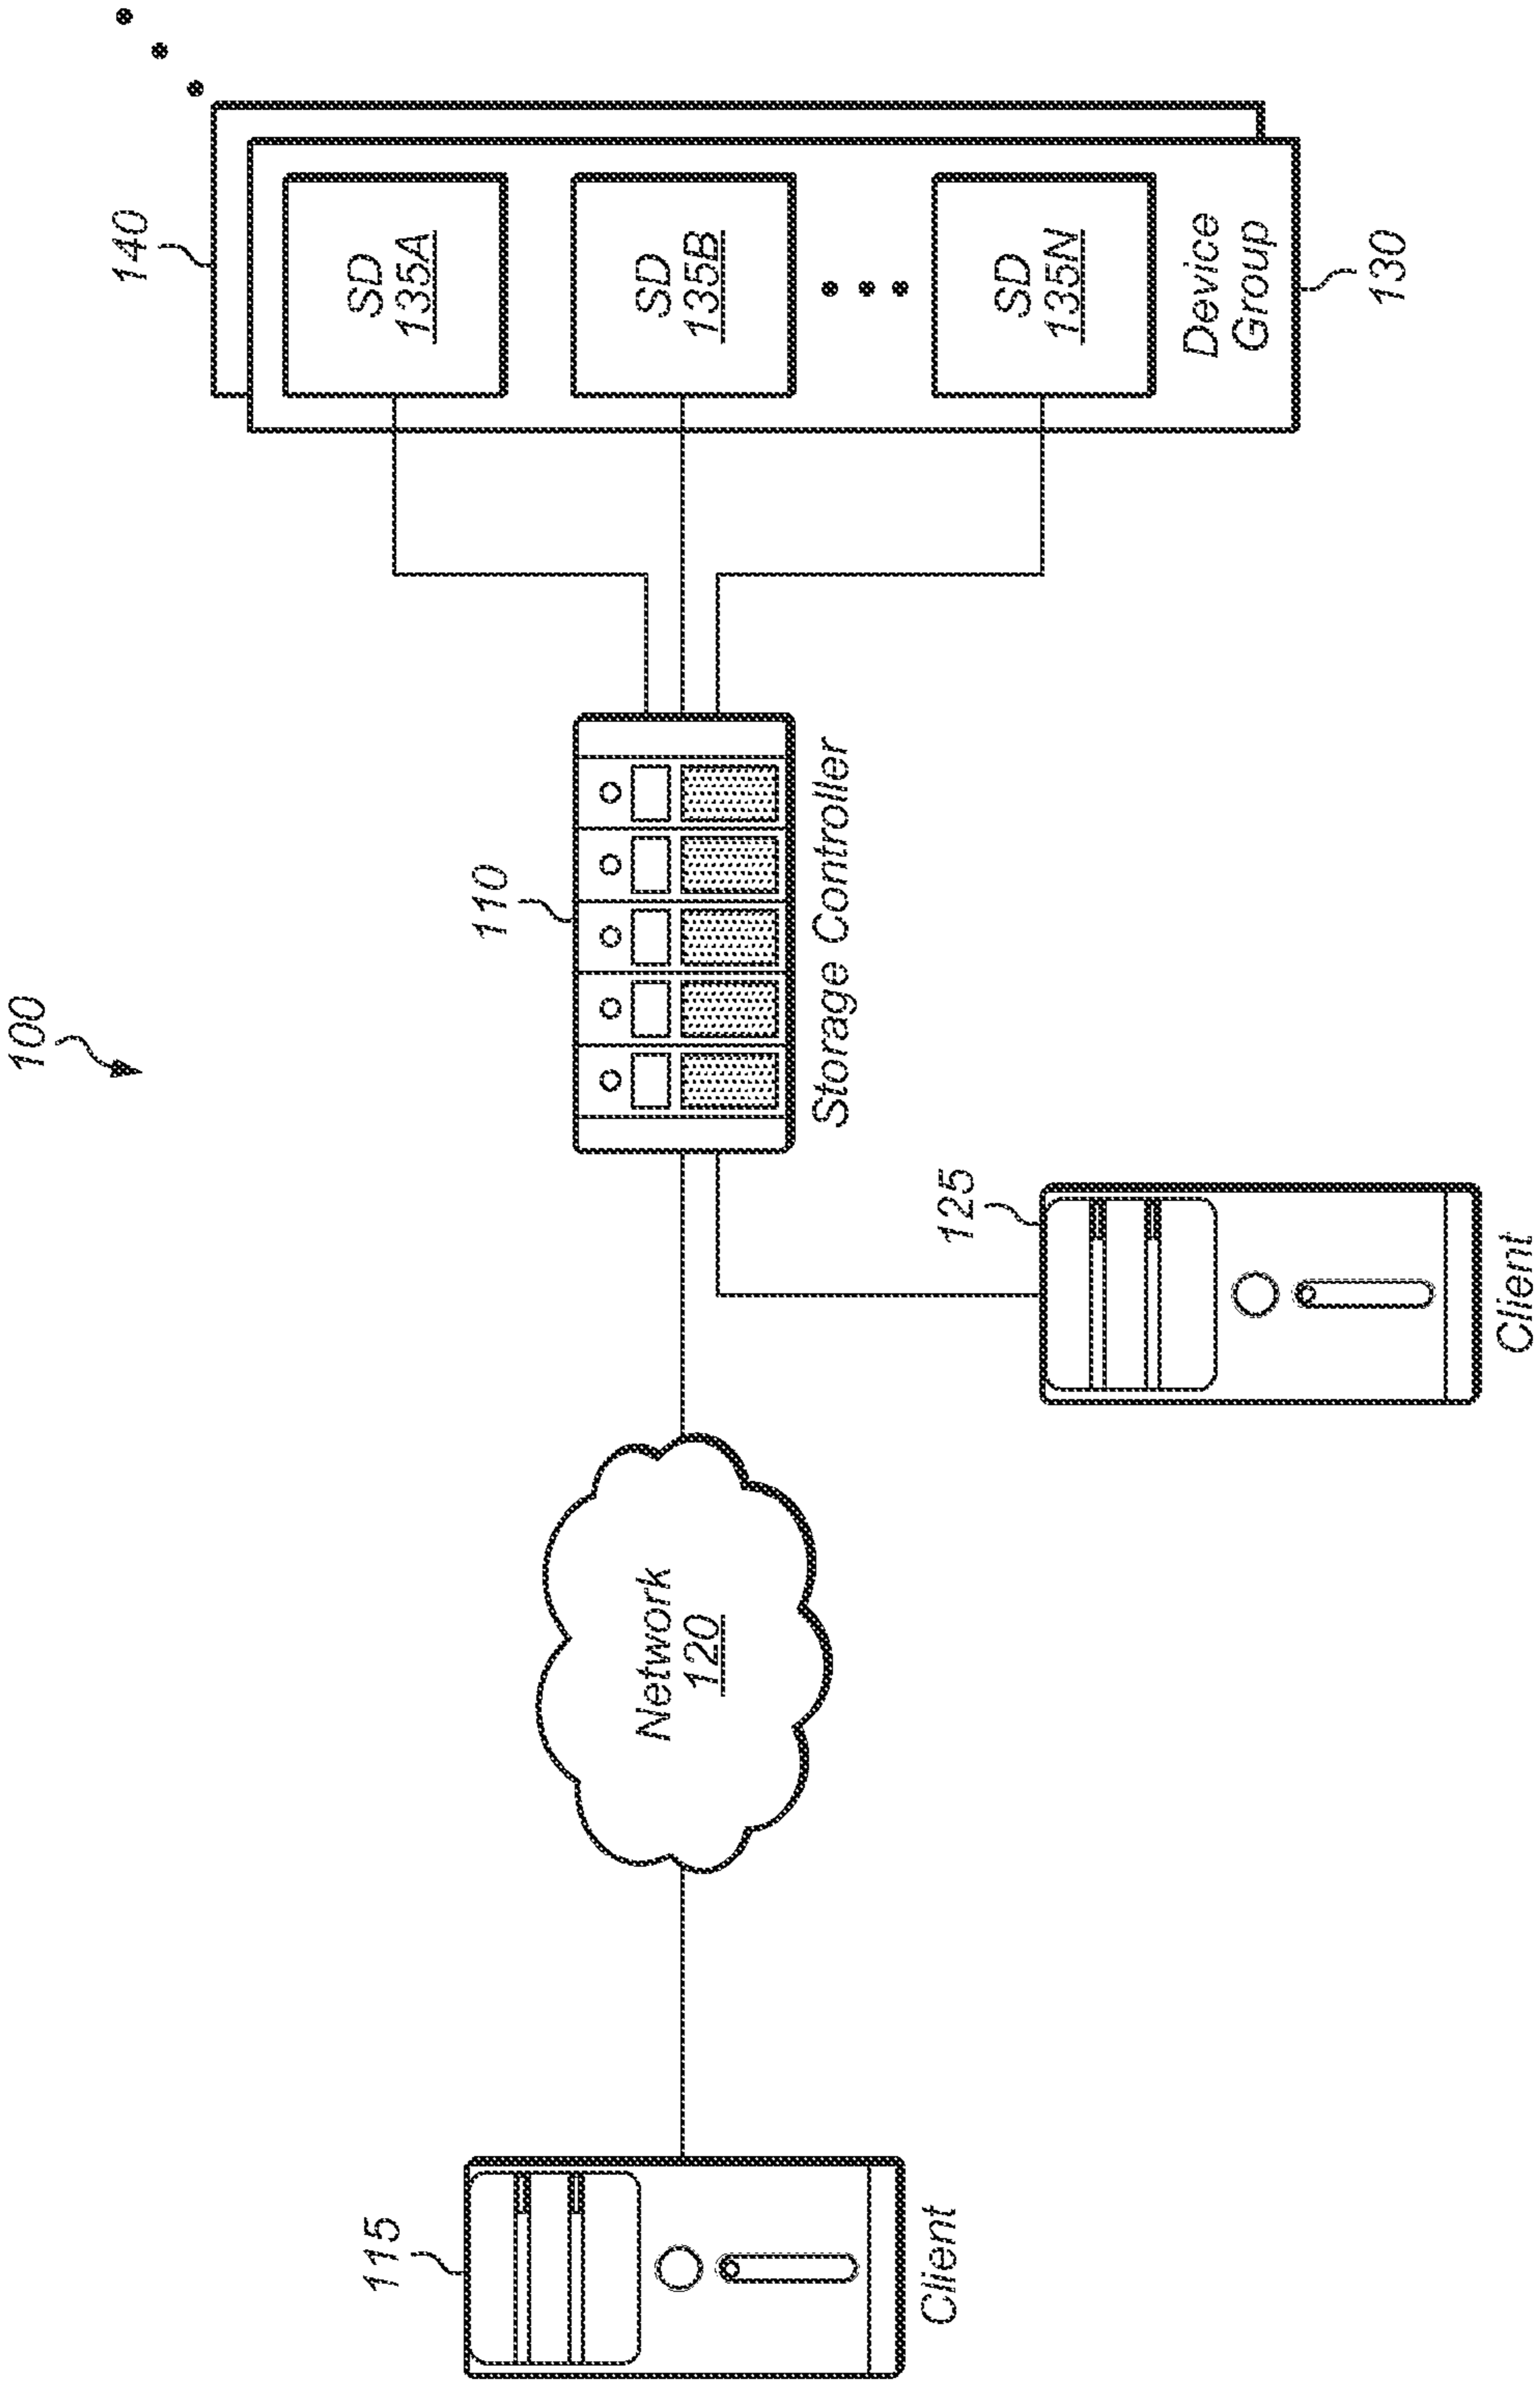 100
115
Client
Network
120
125
Client
110
Storage Controller
140
SD
135A
SD
135B
SD
135N
Device
Group
130